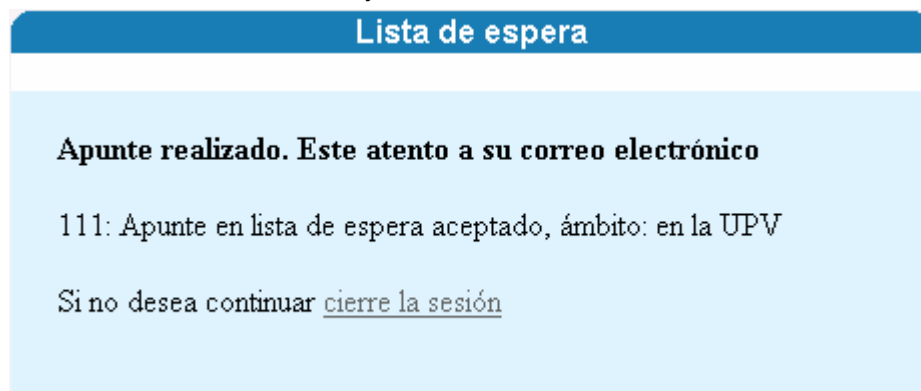 Lista de espera
Apunte realizado. Este atento a su correo electrónico
111: Apunte en lista de espera aceptado, ámbito: en la UPV
Si no desea continuar cierre la sesión